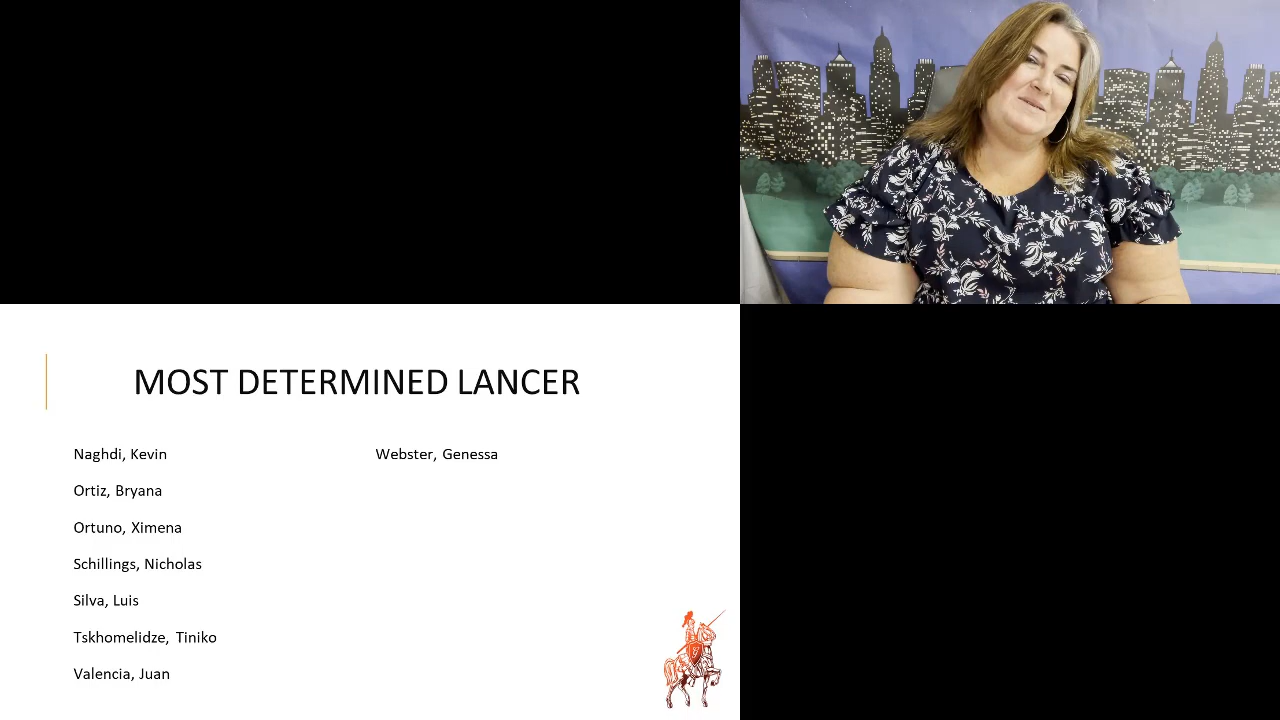 MOST DETERMINED LANCER
Naghdi, Kevin
Ortiz, Bryana
Ortuno, Ximena
Schillings, Nicholas
Silva, Luis
Tskhomelidze, Tiniko
Valencia, Juan
Webster, Genessa